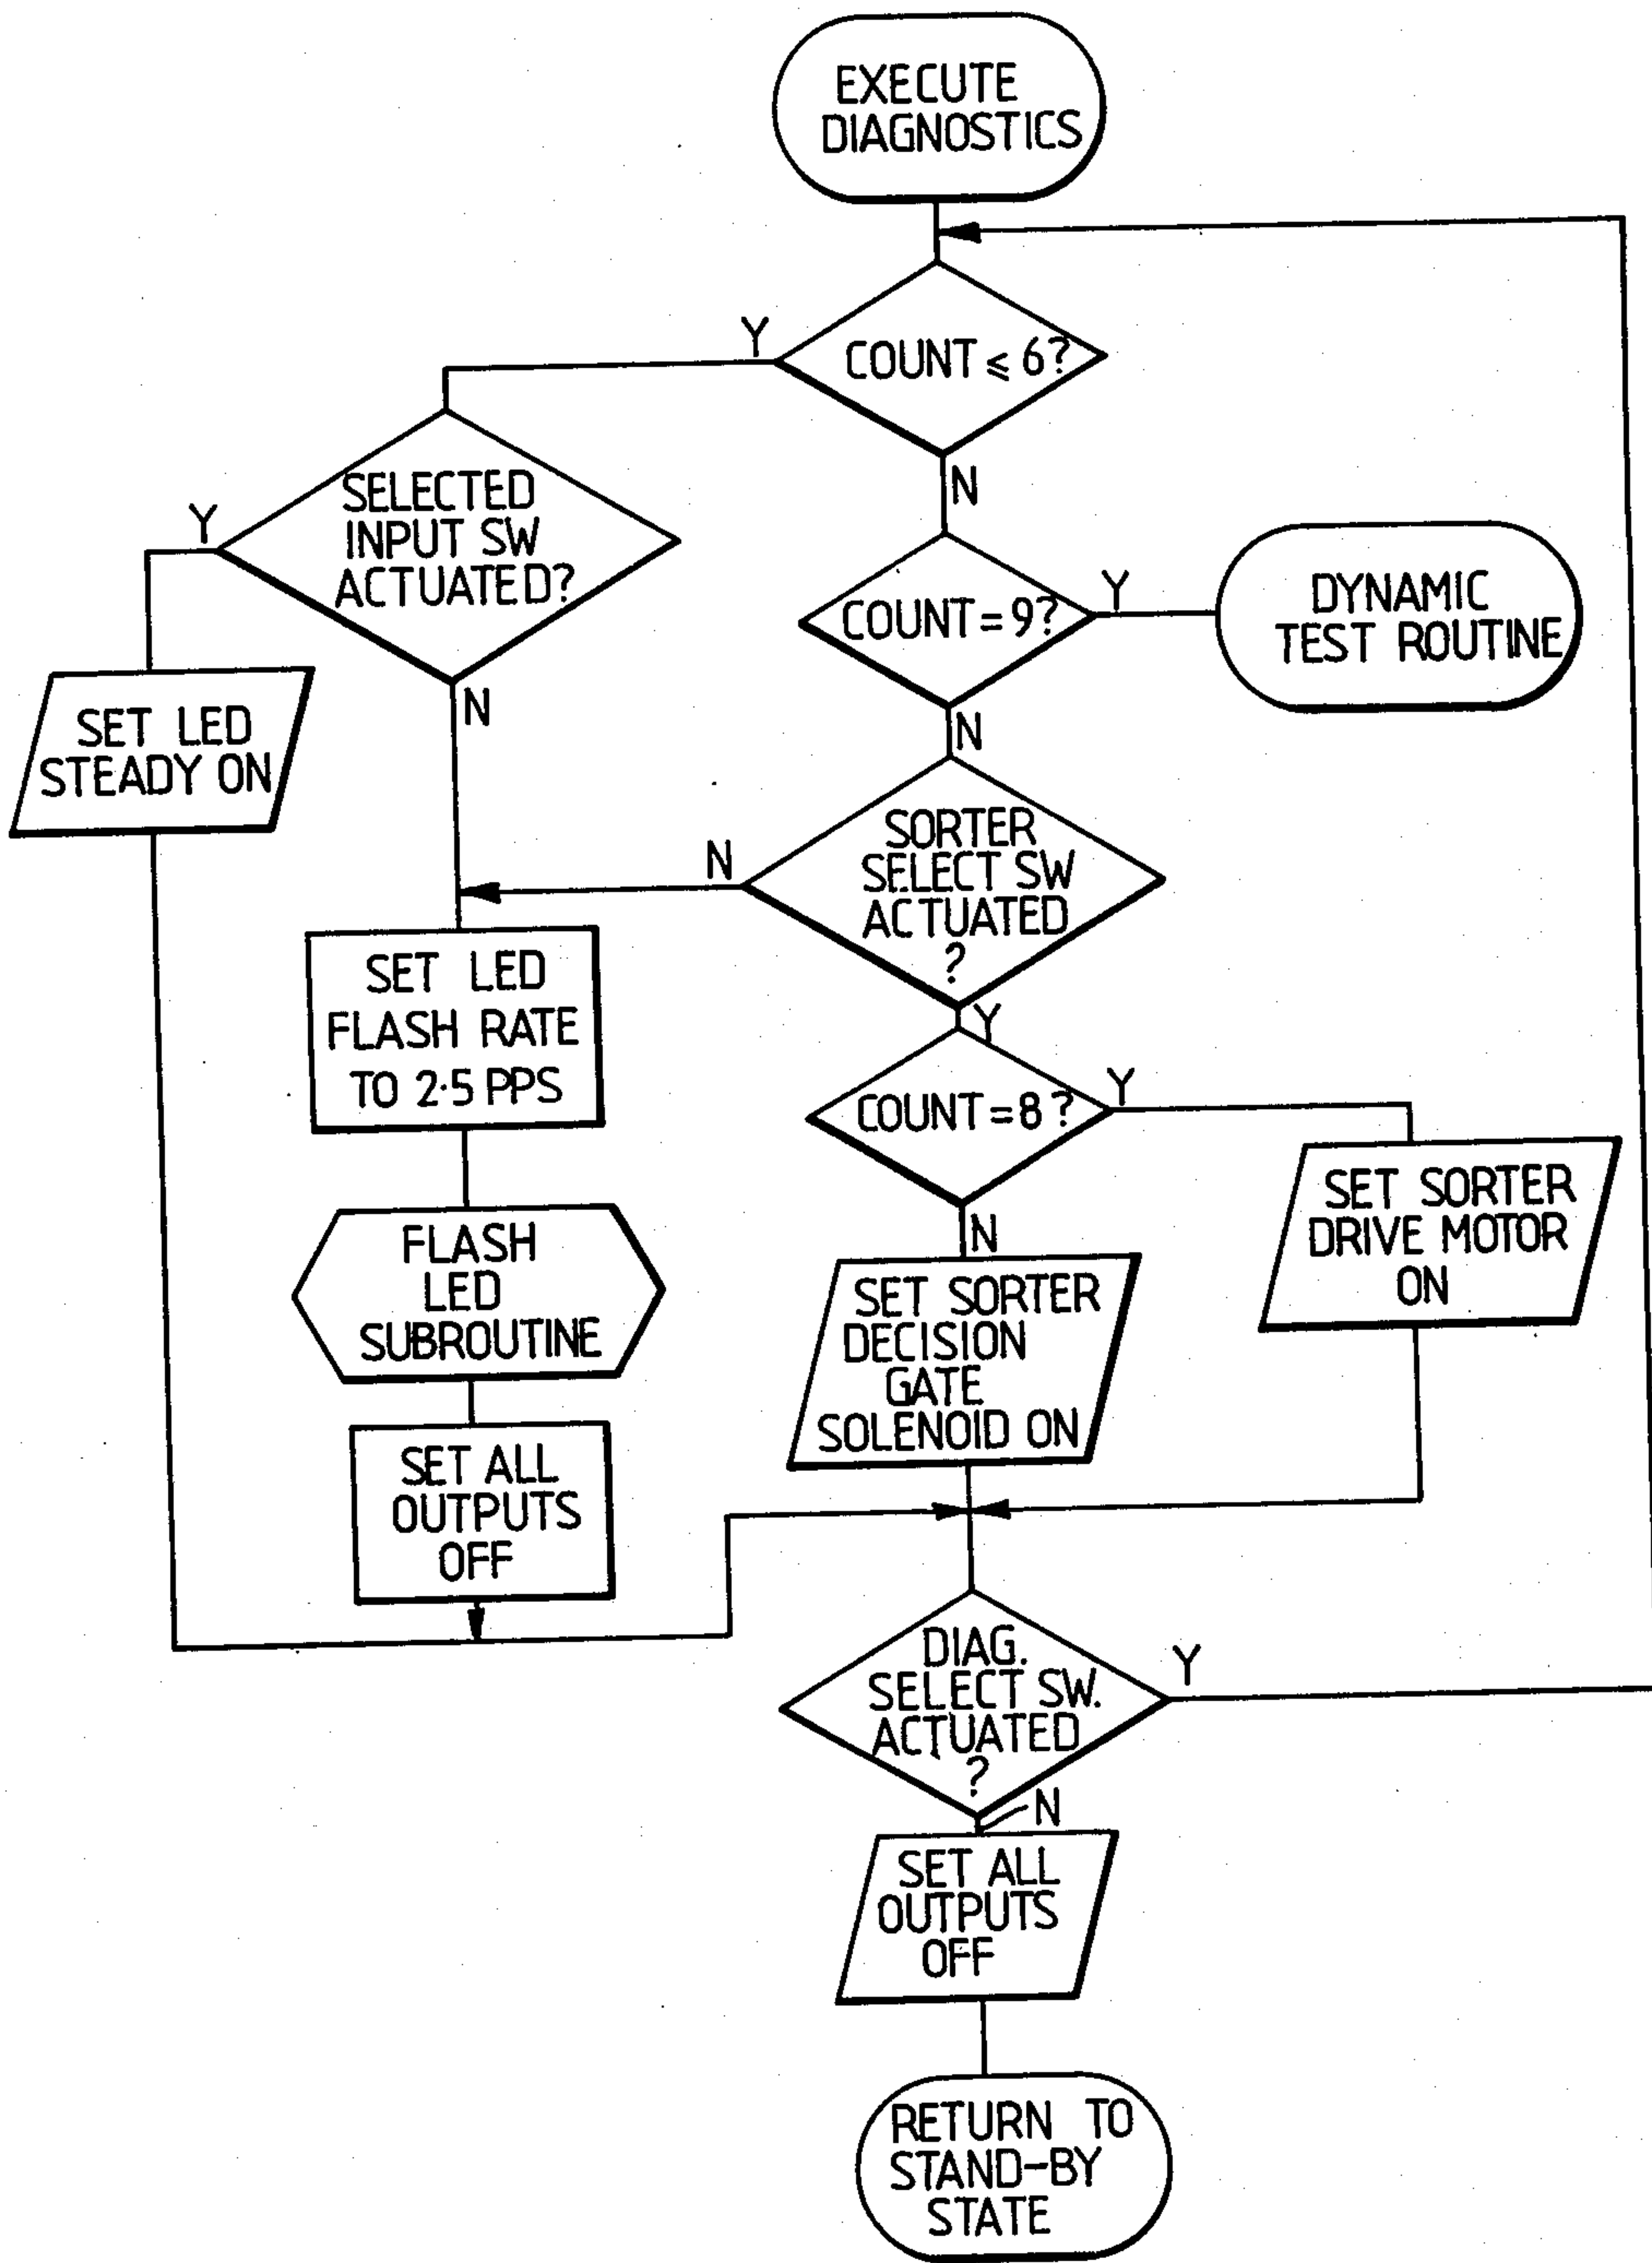 EXECUTE
DIAGNOSTICS
Y
COUNT ⩽ 6?
N
SELECTED
INPUT SW
ACTUATED?
Y
N
COUNT = 9?
Y
N
DYNAMIC
TEST ROUTINE
SET LED
STEADY ON
SORTER
SELECT SW
ACTUATED
?
N
Y
SET LED
FLASH RATE
TO 2·5 PPS
COUNT = 8?
Y
N
SET SORTER
DRIVE MOTOR
ON
FLASH
LED
SUBROUTINE
SET SORTER
DECISION
GATE
SOLENOID ON
SET ALL
OUTPUTS
OFF
DIAG.
SELECT SW.
ACTUATED
?
Y
N
SET ALL
OUTPUTS
OFF
RETURN TO
STAND-BY
STATE